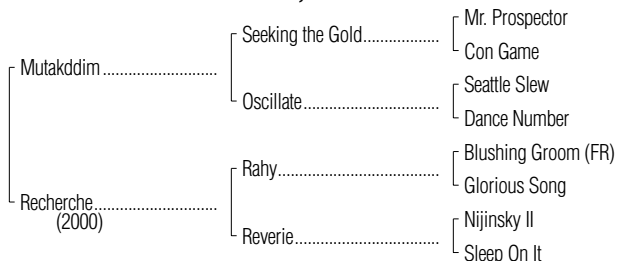 Mr. Prospector
Seeking the Gold
Con Game
Mutakddim
Seattle Slew
Oscillate
Dance Number
Blushing Groom (FR)
Rahy
Glorious Song
Recherche
(2000)
Nijinsky II
Reverie
Sleep On It